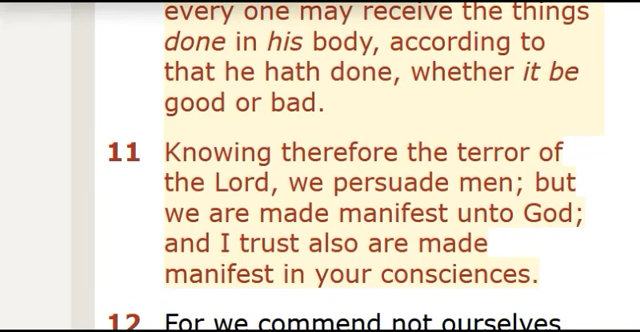 every one may receive the things
done in his body, according to
that he hath done, whether it be
good or bad.
11 Knowing therefore the terror of
the Lord, we persuade men; but
we are made manifest unto God;
and I trust also are made
manifest in your consciences.
12 For we commend not ourselves